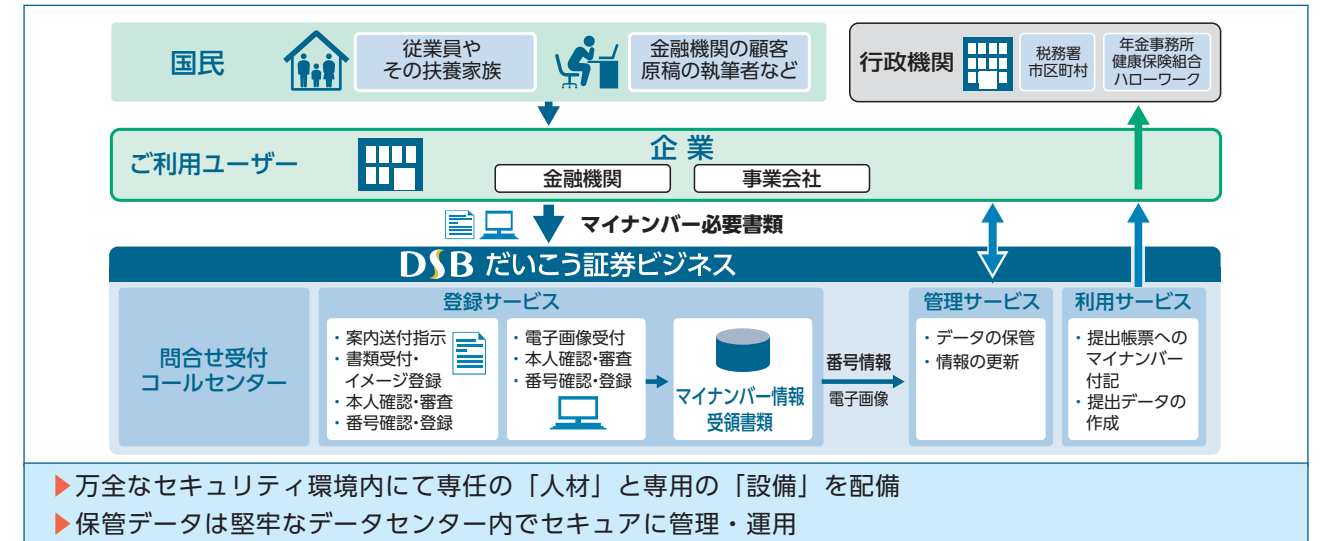 国民
従業員や
その扶養家族
金融機関の顧客
原稿の執筆者など
行政機関
税務署
市区町村
年金事務所
健康保険組合
ハローワーク
ご利用ユーザー
企業
金融機関
事業会社
マイナンバー必要書類
DSB だいこう証券ビジネス
問合せ受付
コールセンター
登録サービス
・案内送付指示
・書類受付・
イメージ登録
・本人確認・審査
・番号確認・登録
・電子画像受付
・本人確認・審査
・番号確認・登録
マイナンバー情報
受領書類
番号情報
電子画像
管理サービス
・データの保管
・情報の更新
利用サービス
・提出帳票への
マイナンバー
付記
・提出データの
作成
▶万全なセキュリティ環境内にて専任の「人材」と専用の「設備」を配備
▶保管データは堅牢なデータセンター内でセキュアに管理・運用